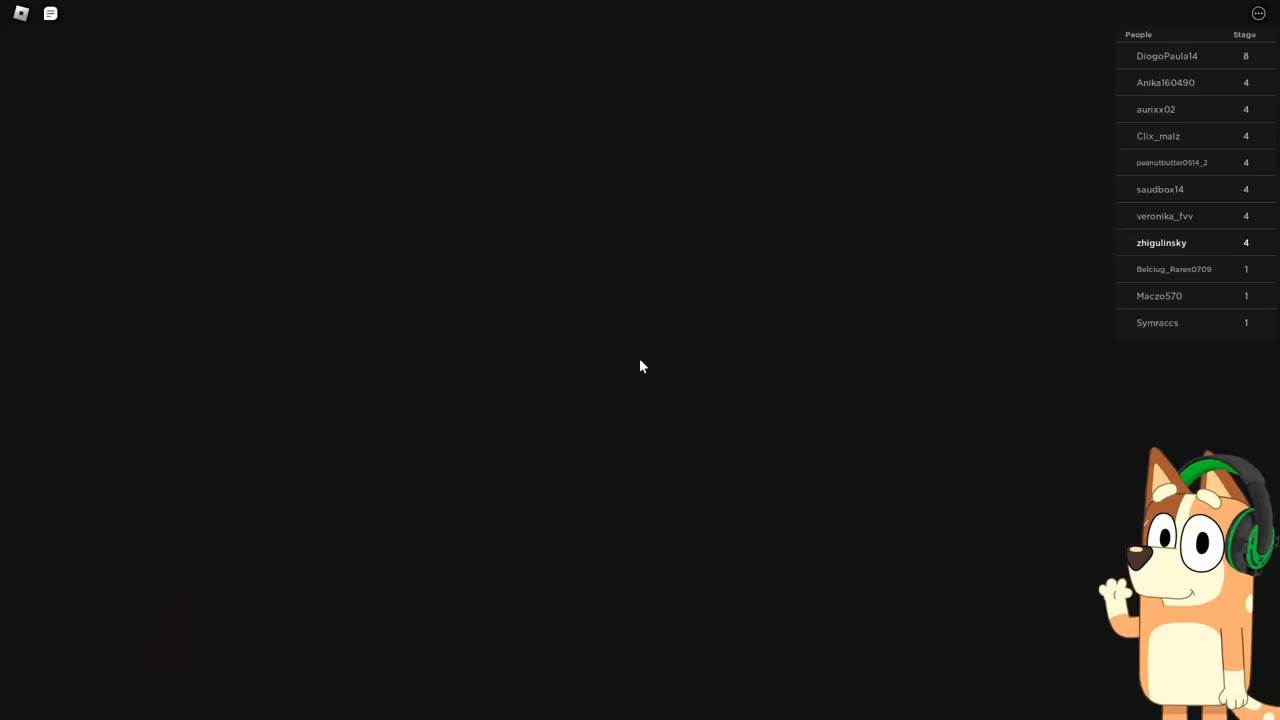 People Stage
DiogoPaula14 8
Anika160490 4
aurixx02 4
Clix_malz 4
peanutbutter0514_2 4
saudbox14 4
veronika_fvv 4
zhigulinsky 4
Belciug_Rares0709 1
Maczo570 1
Symraccs 1